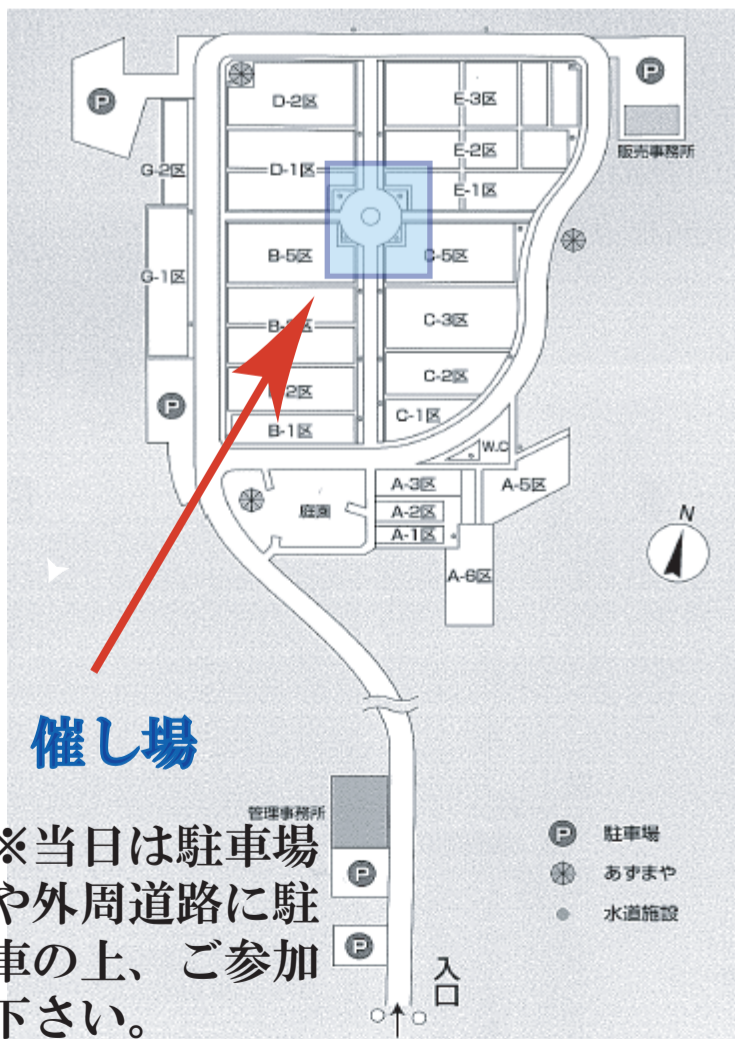 P
P
D-2区
E-3区
販売事務所
G-2区
D-1区
E-2区
E-1区
B-5区
C-5区
G-1区
C-3区
C-2区
P
B-1区
C-1区
W.C
庭園
A-3区
A-5区
A-2区
A-1区
A-6区
N
催し場
管理事務所
※当日は駐車場
や外周道路に駐
車の上、ご参加
下さい。
P
P
入口
P 駐車場
あずまや
水道施設